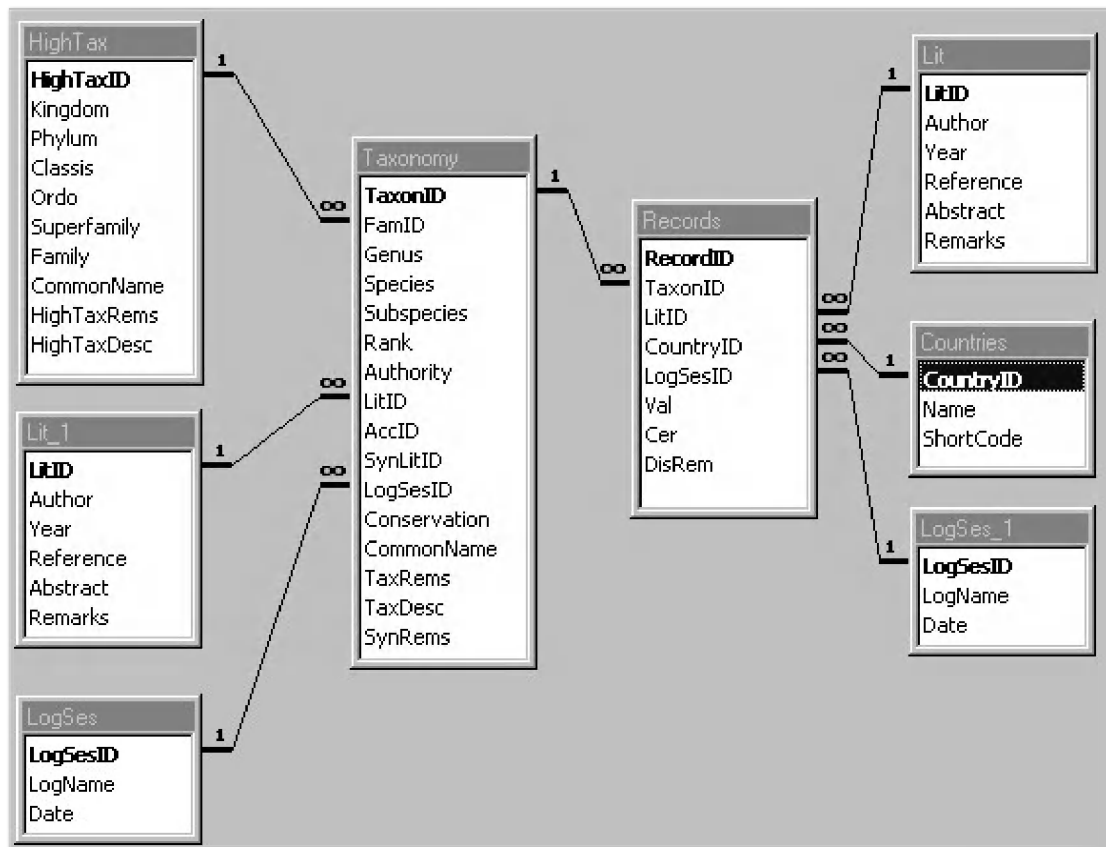 HighTax
HighTaxID
Kingdom
Phylum
Classis
Ordo
Superfamily
Family
CommonName
HighTaxRems
HighTaxDesc
1
∞
Lit_1
LitID
Author
Year
Reference
Abstract
Remarks
1
∞
LogSes
LogSesID
LogName
Date
1
∞
Taxonomy
TaxonID
FamID
Genus
Species
Subspecies
Rank
Authority
LitID
AccID
SynLitID
LogSesID
Conservation
CommonName
TaxRems
TaxDesc
SynRems
1
∞
Records
RecordID
TaxonID
LitID
CountryID
LogSesID
Val
Cer
DisRem
∞
∞
∞
1
Lit
LitID
Author
Year
Reference
Abstract
Remarks
1
Countries
CountryID
Name
ShortCode
1
LogSes_1
LogSesID
LogName
Date